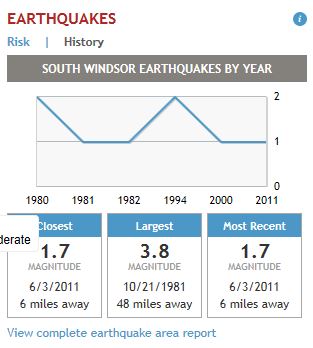 EARTHQUAKES
i
Risk | History
SOUTH WINDSOR EARTHQUAKES BY YEAR
2
1
0
1980 1981 1982 1994 2000 2011
Closest Largest Most Recent
derate
1.7 3.8 1.7
MAGNITUDE MAGNITUDE MAGNITUDE
6/3/2011 10/21/1981 6/3/2011
6 miles away 48 miles away 6 miles away
View complete earthquake area report